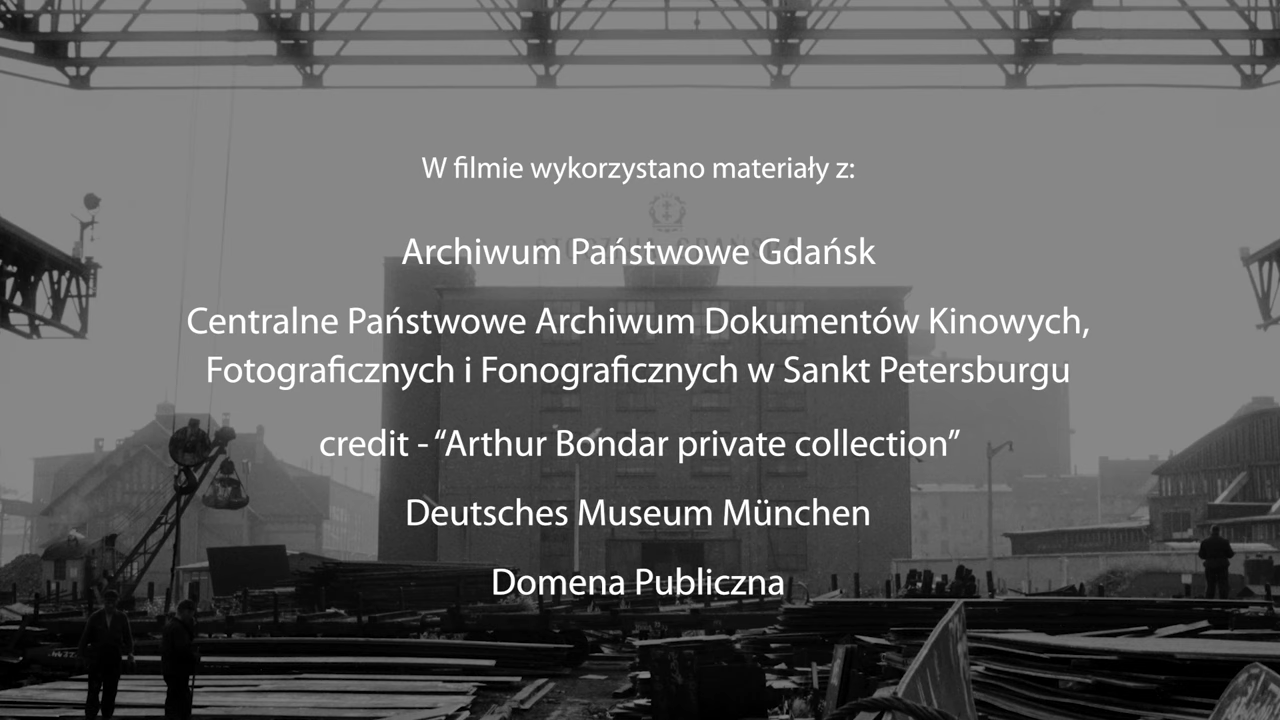 W filmie wykorzystano materiały z:
Archiwum Państwowe Gdańsk
Centralne Państwowe Archiwum Dokumentów Kinowych,
Fotograficznych i Fonograficznych w Sankt Petersburgu
credit - “Arthur Bondar private collection”
Deutsches Museum München
Domena Publiczna